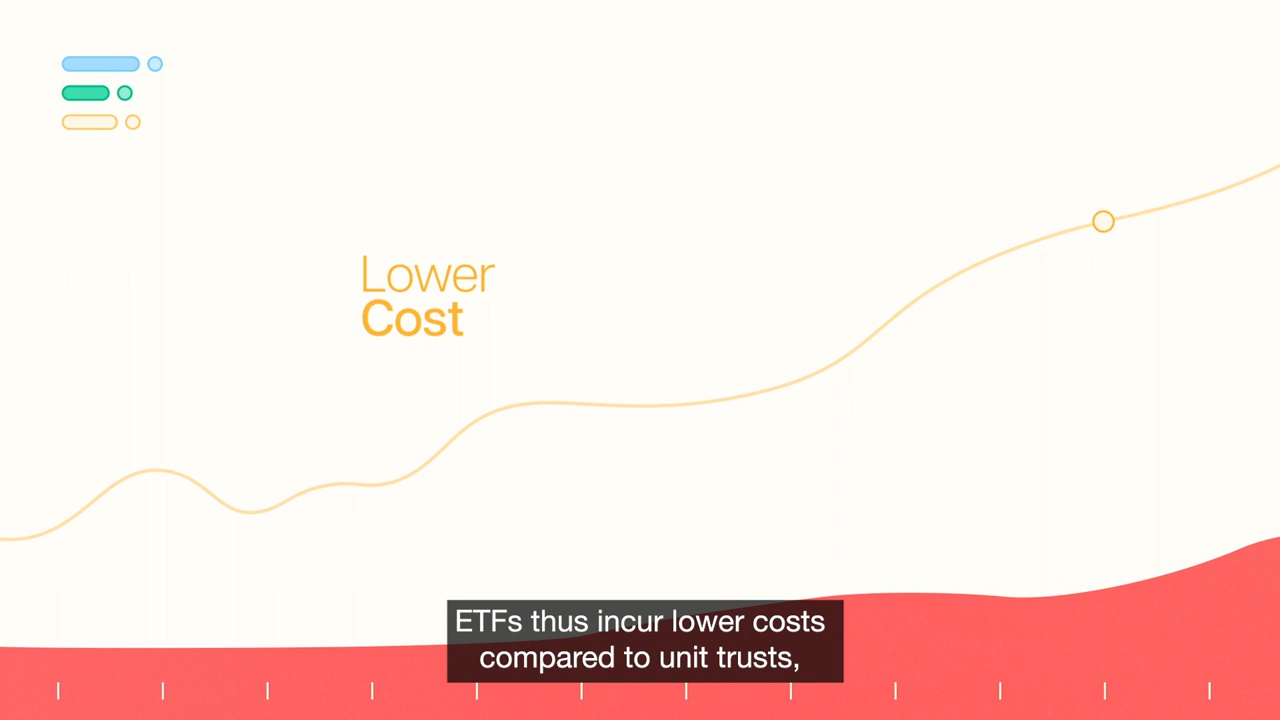 Lower
Cost
ETFs thus incur lower costs
compared to unit trusts,